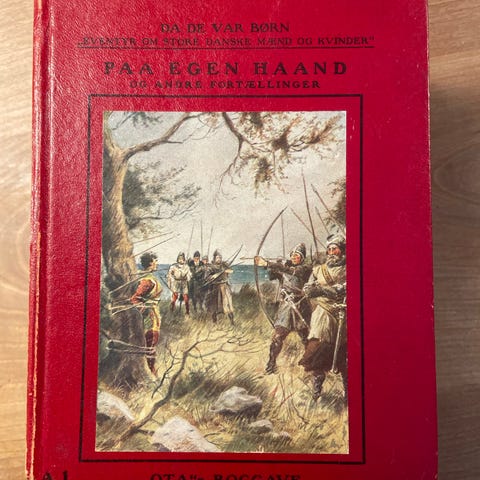 DA DE VAR BØRN
"EVENTYR OM STORE DANSKE MÆND OG KVINDER"
PAA EGEN HAAND
OG ANDRE FORTÆLLINGER
OTA's BOGGAVE